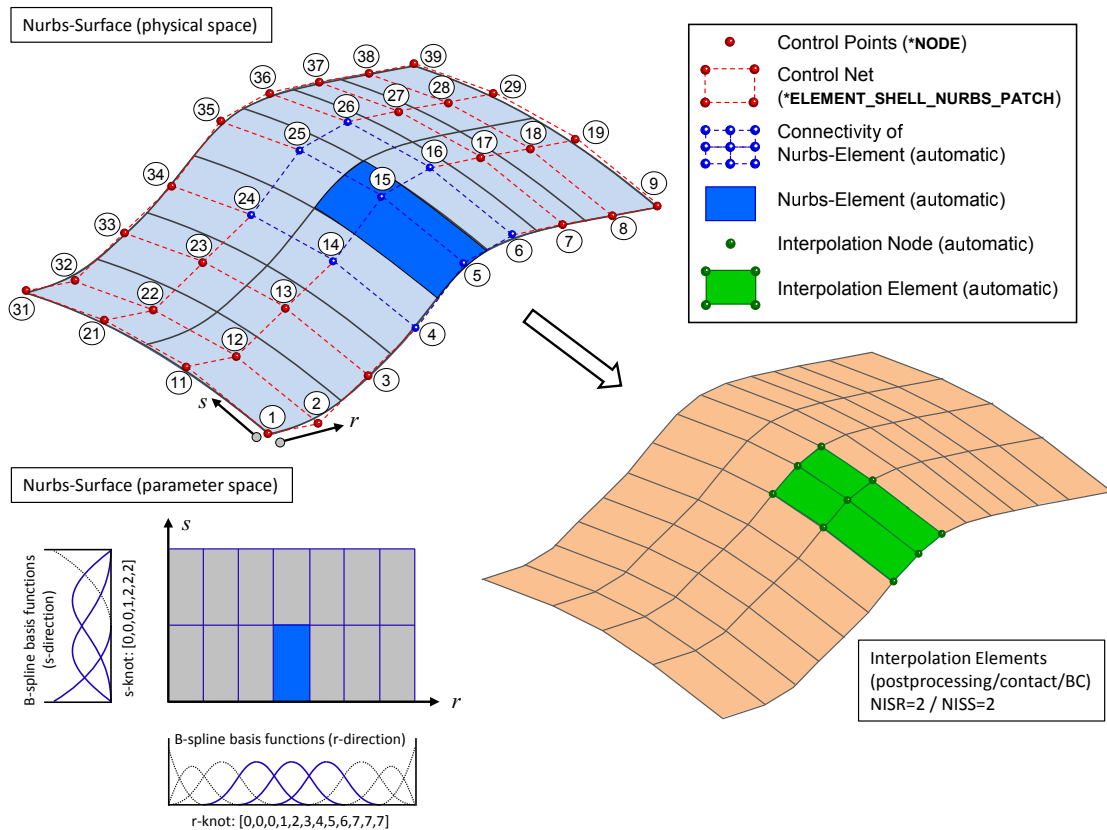 Nurbs-Surface (physical space)
39
38
37
36
29
35
28
27
26
19
18
25
17
34
16
9
15
24
33
8
7
6
14
23
32
5
13
31
22
4
21
12
3
11
s
1
2
r
Control Points (*NODE)
Control Net
(*ELEMENT_SHELL_NURBS_PATCH)
Connectivity of
Nurbs-Element (automatic)
Nurbs-Element (automatic)
Interpolation Node (automatic)
Interpolation Element (automatic)
Nurbs-Surface (parameter space)
s
B-spline basis functions
(s-direction)
s-knot: [0,0,0,1,2,2,2]
r
B-spline basis functions (r-direction)
r-knot: [0,0,0,1,2,3,4,5,6,7,7,7]
Interpolation Elements
(postprocessing/contact/BC)
NISR=2 / NISS=2